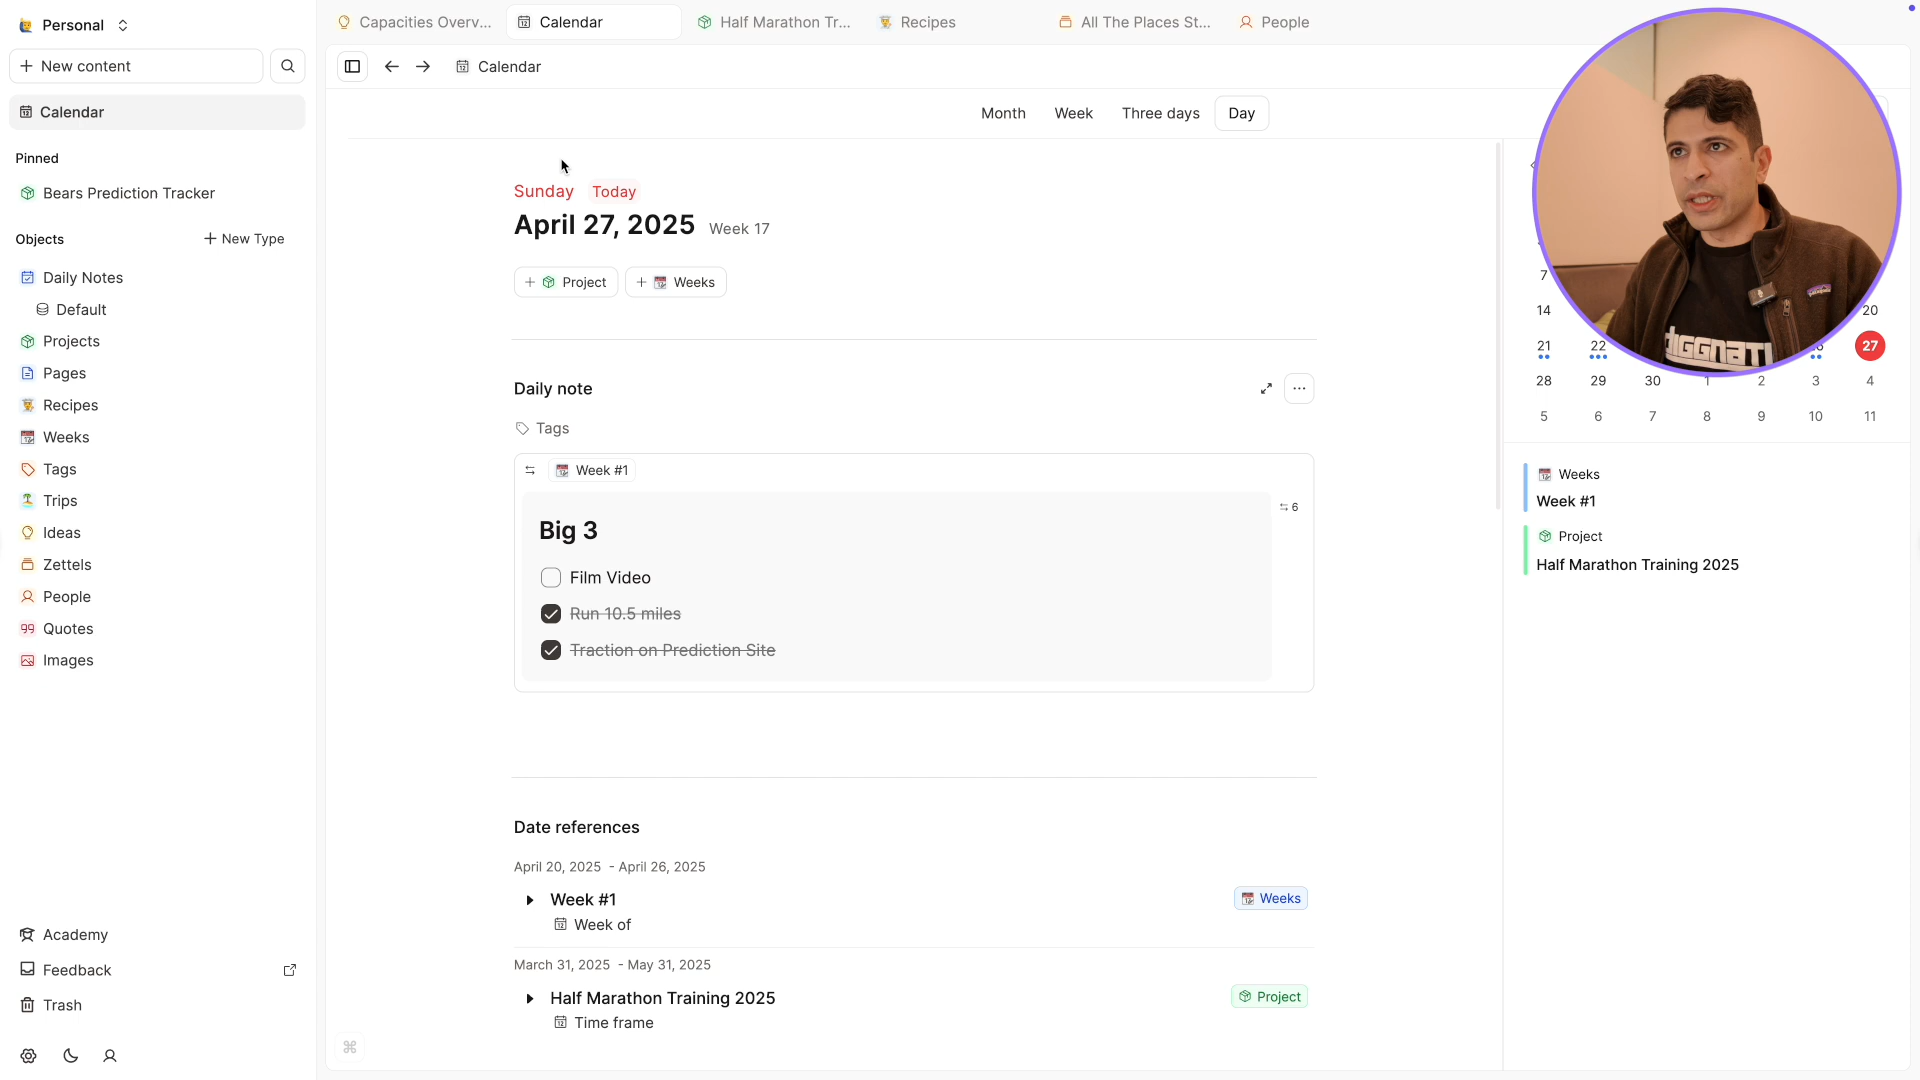 Personal
New content
Calendar
Pinned
Bears Prediction Tracker
Objects
New Type
Daily Notes
Default
Projects
Pages
Recipes
Weeks
Tags
Trips
Ideas
Zettels
People
Quotes
Images
Academy
Feedback
Trash
Capacities Overv...
Calendar
Half Marathon Tr...
Recipes
All The Places St...
People
Calendar
Month Week Three days Day
Sunday Today
April 27, 2025 Week 17
+ Project + Weeks
Daily note
Tags
Week #1
6
Big 3
Film Video
Run 10.5 miles
Traction on Prediction Site
Date references
April 20, 2025 - April 26, 2025
Week #1 Weeks
Week of
March 31, 2025 - May 31, 2025
Half Marathon Training 2025 Project
Time frame
7
14 20
21 22 27
28 29 30 1 2 3 4
5 6 7 8 9 10 11
Weeks
Week #1
Project
Half Marathon Training 2025